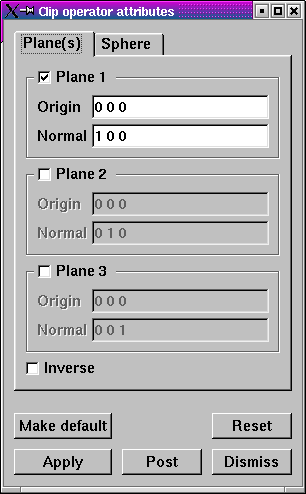 Clip operator attributes
Plane(s) Sphere
Plane 1
Origin 0 0 0
Normal 1 0 0
Plane 2
Origin 0 0 0
Normal 0 1 0
Plane 3
Origin 0 0 0
Normal 0 0 1
Inverse
Make default Reset
Apply Post Dismiss